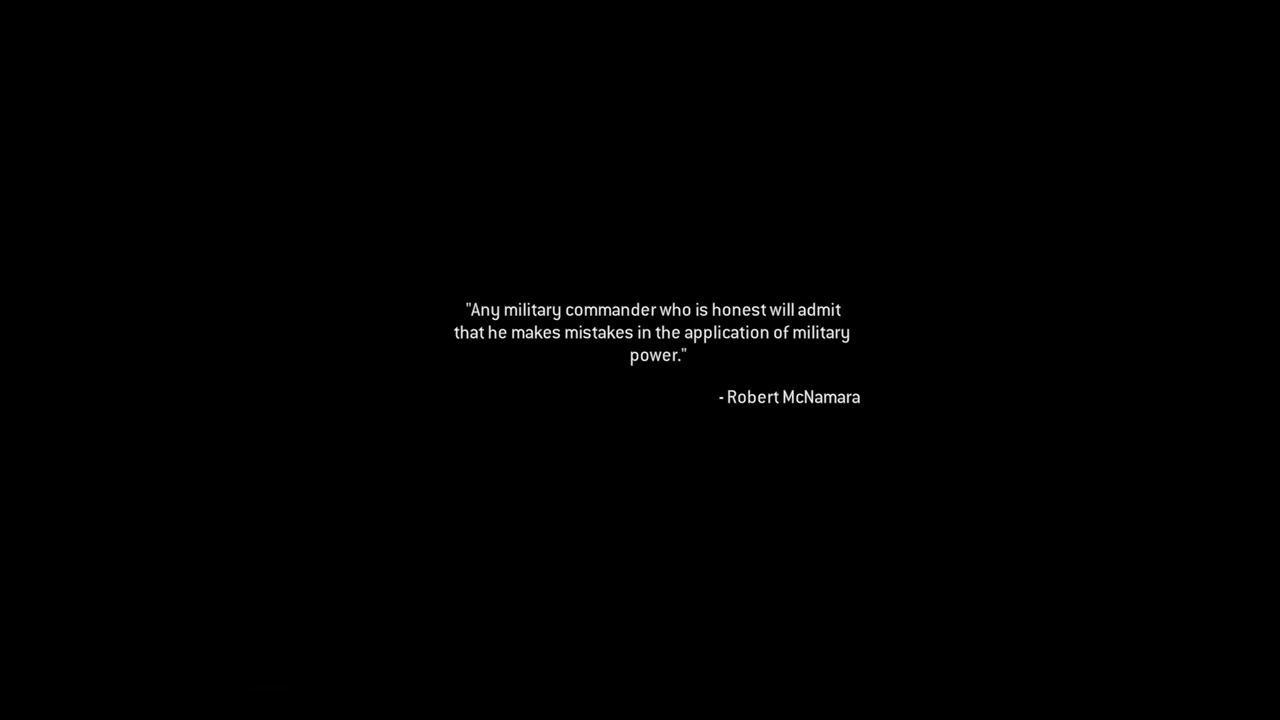 "Any military commander who is honest will admit
that he makes mistakes in the application of military
power."
- Robert McNamara